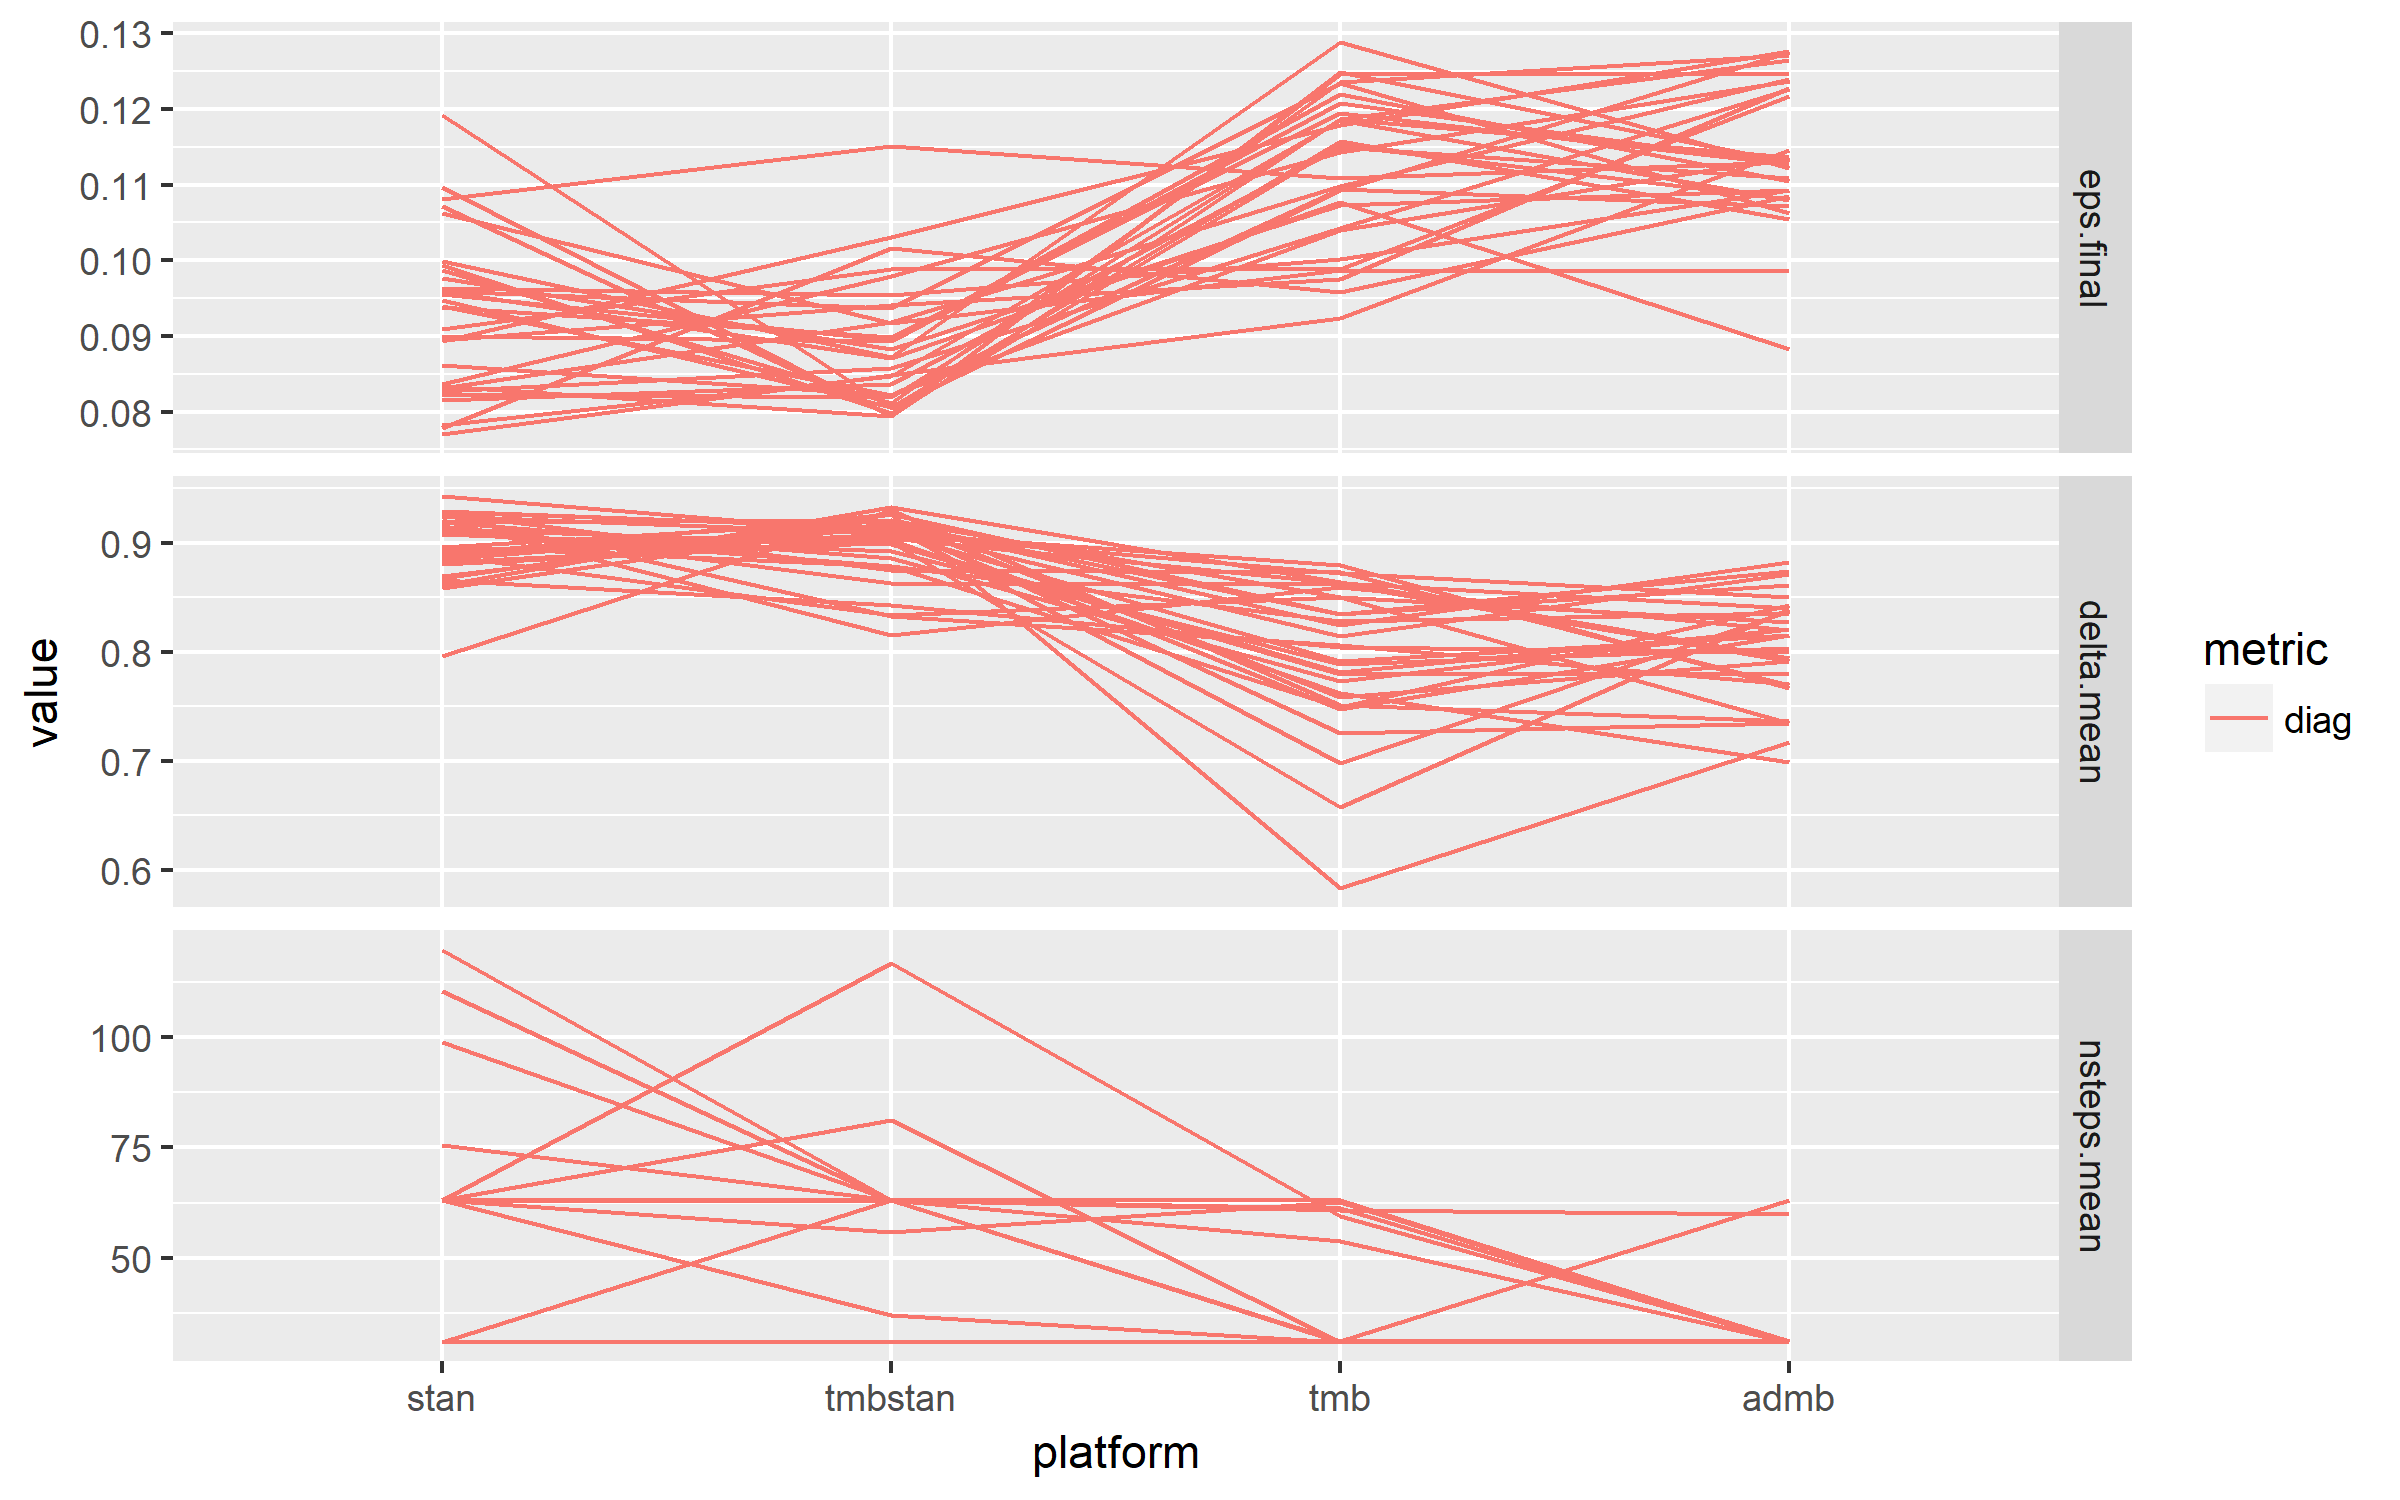 0.13
0.12
0.11
0.10
0.09
0.08
eps.final
0.9
0.8
0.7
0.6
delta.mean
100
75
50
nsteps.mean
value
stan
tmbstan
tmb
admb
platform
metric
diag